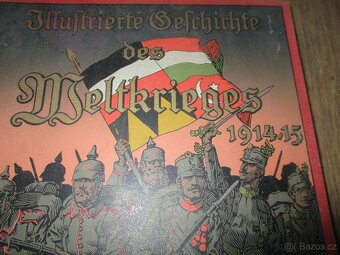 Illustrierte Geschichte
des
Weltkrieges
1914.15
Bazos.cz